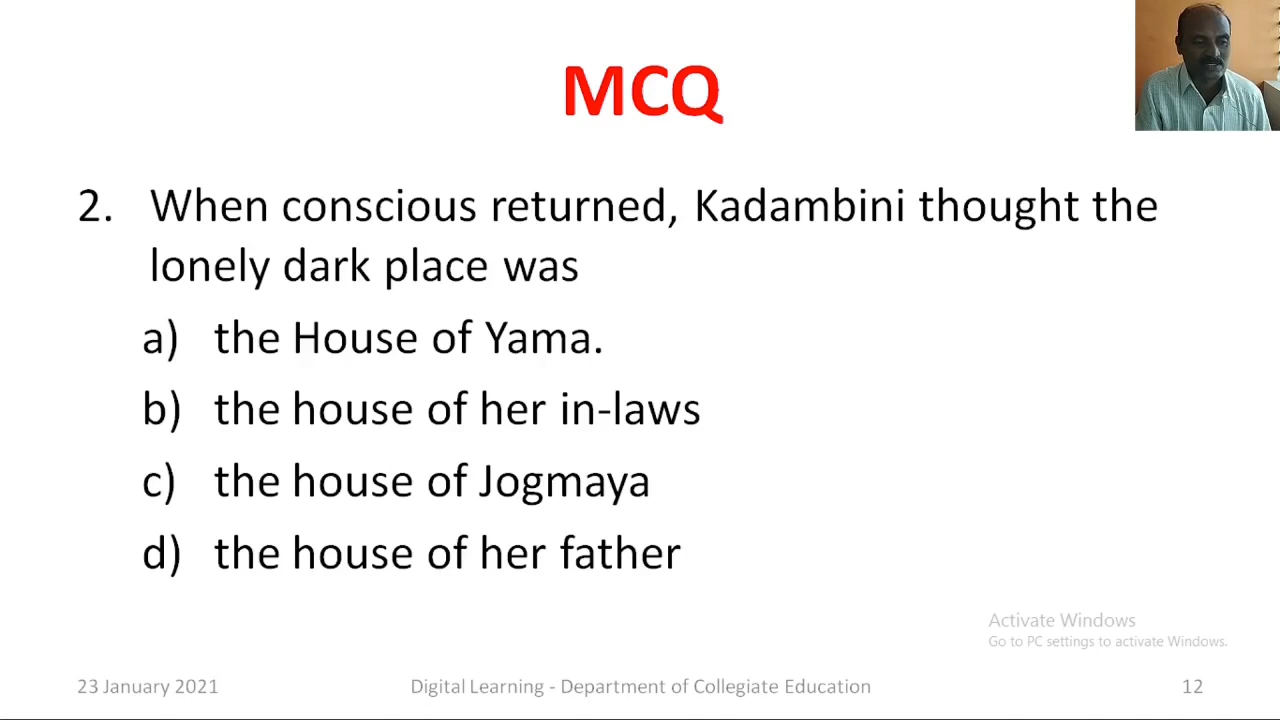 MCQ
2. When conscious returned, Kadambini thought the
lonely dark place was
a) the House of Yama.
b) the house of her in-laws
c) the house of Jogmaya
d) the house of her father
Activate Windows
Go to PC settings to activate Windows.
23 January 2021 Digital Learning - Department of Collegiate Education 12